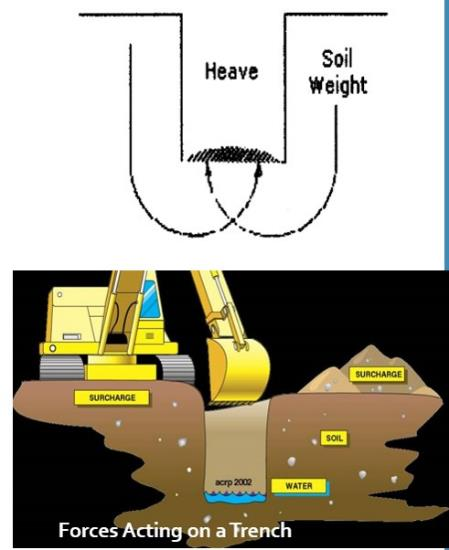 Heave
Soil
Weight
SURCHARGE
SURCHARGE
SOIL
acrp 2002
WATER
Forces Acting on a Trench